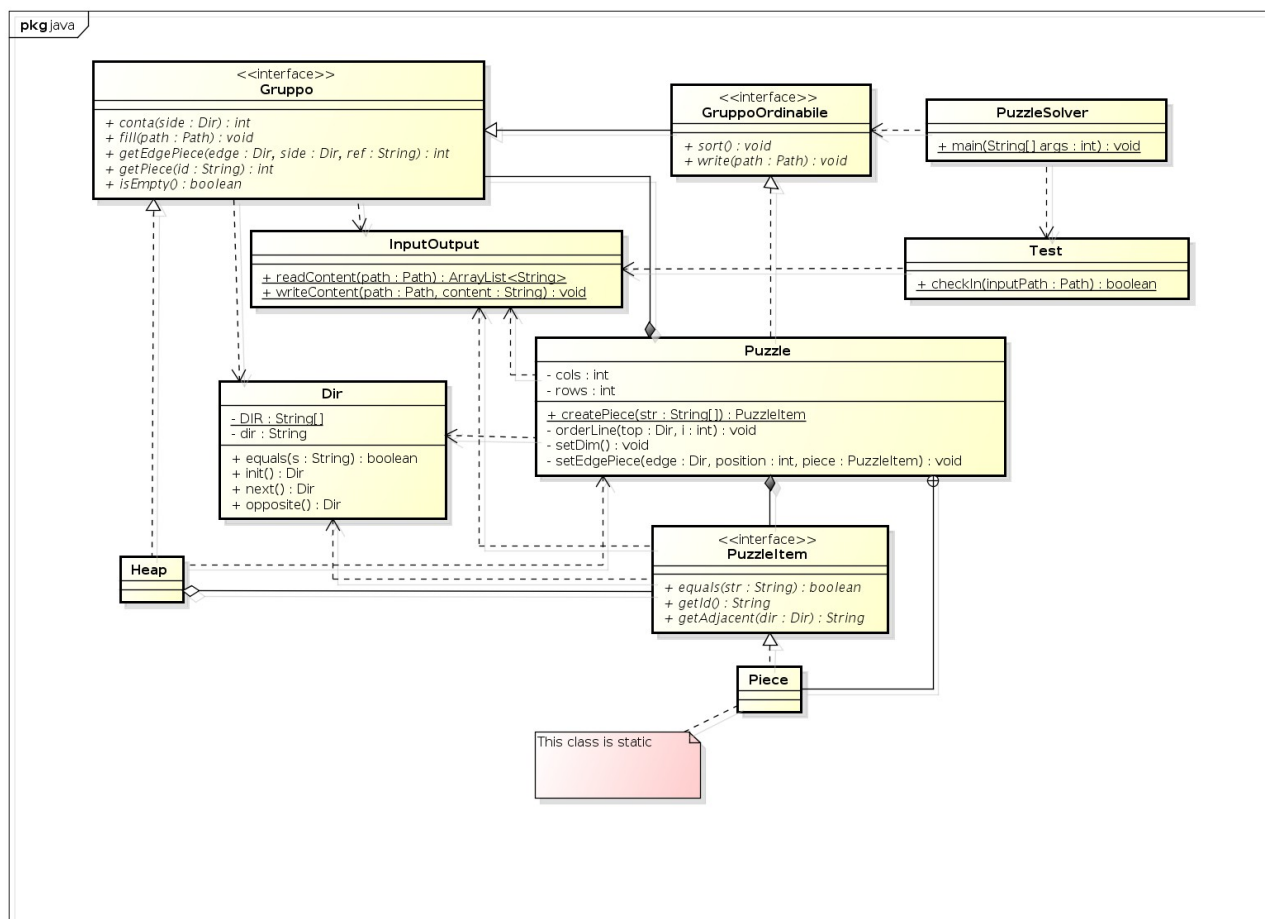 pkg java
<<interface>>
Gruppo
+ conta(side : Dir) : int
+ fill(path : Path) : void
+ getEdgePiece(edge : Dir, side : Dir, ref : String) : int
+ getPiece(id : String) : int
+ isEmpty() : boolean
<<interface>>
GruppoOrdinabile
+ sort() : void
+ write(path : Path) : void
PuzzleSolver
+ main(String[] args : int) : void
InputOutput
+ readContent(path : Path) : ArrayList<String>
+ writeContent(path : Path, content : String) : void
Test
+ checkIn(inputPath : Path) : boolean
Puzzle
- cols : int
- rows : int
+ createPiece(str : String[]) : PuzzleItem
- orderLine(top : Dir, i : int) : void
- setDim() : void
- setEdgePiece(edge : Dir, position : int, piece : PuzzleItem) : void
Dir
- DIR : String[]
- dir : String
+ equals(s : String) : boolean
+ init() : Dir
+ next() : Dir
+ opposite() : Dir
Heap
<<interface>>
PuzzleItem
+ equals(str : String) : boolean
+ getId() : String
+ getAdjacent(dir : Dir) : String
Piece
This class is static